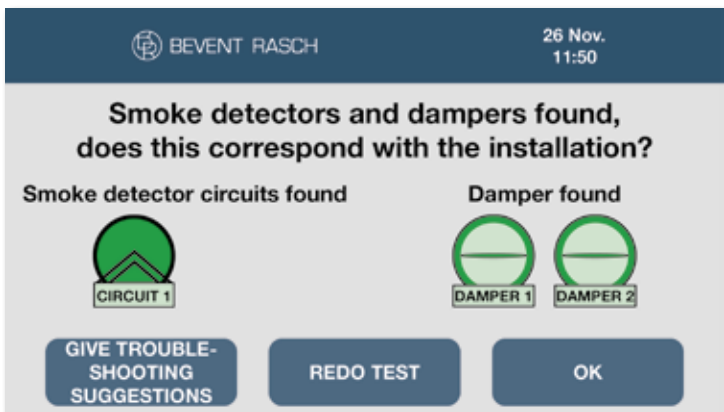 BEVENT RASCH
26 Nov.
11:50
Smoke detectors and dampers found,
does this correspond with the installation?
Smoke detector circuits found
Damper found
CIRCUIT 1
DAMPER 1
DAMPER 2
GIVE TROUBLE-
SHOOTING
SUGGESTIONS
REDO TEST
OK